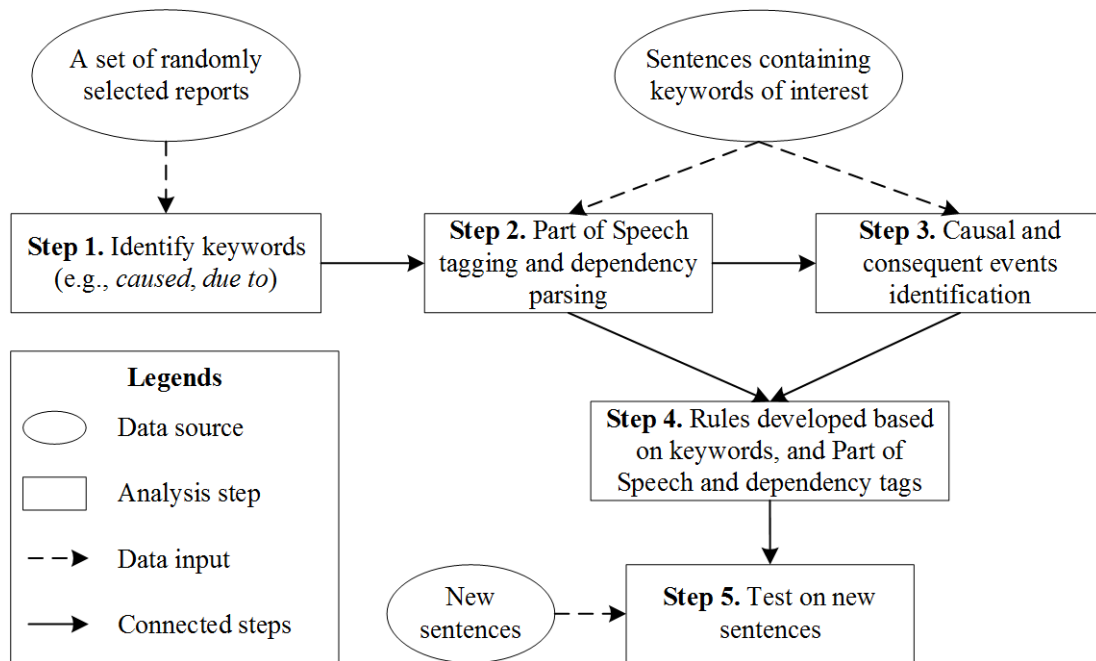 A set of randomly
selected reports
Sentences containing
keywords of interest
Step 1. Identify keywords
(e.g., caused, due to)
Step 2. Part of Speech
tagging and dependency
parsing
Step 3. Causal and
consequent events
identification
Step 4. Rules developed based
on keywords, and Part of
Speech and dependency tags
Legends
Data source
Analysis step
Data input
Connected steps
New
sentences
Step 5. Test on new
sentences